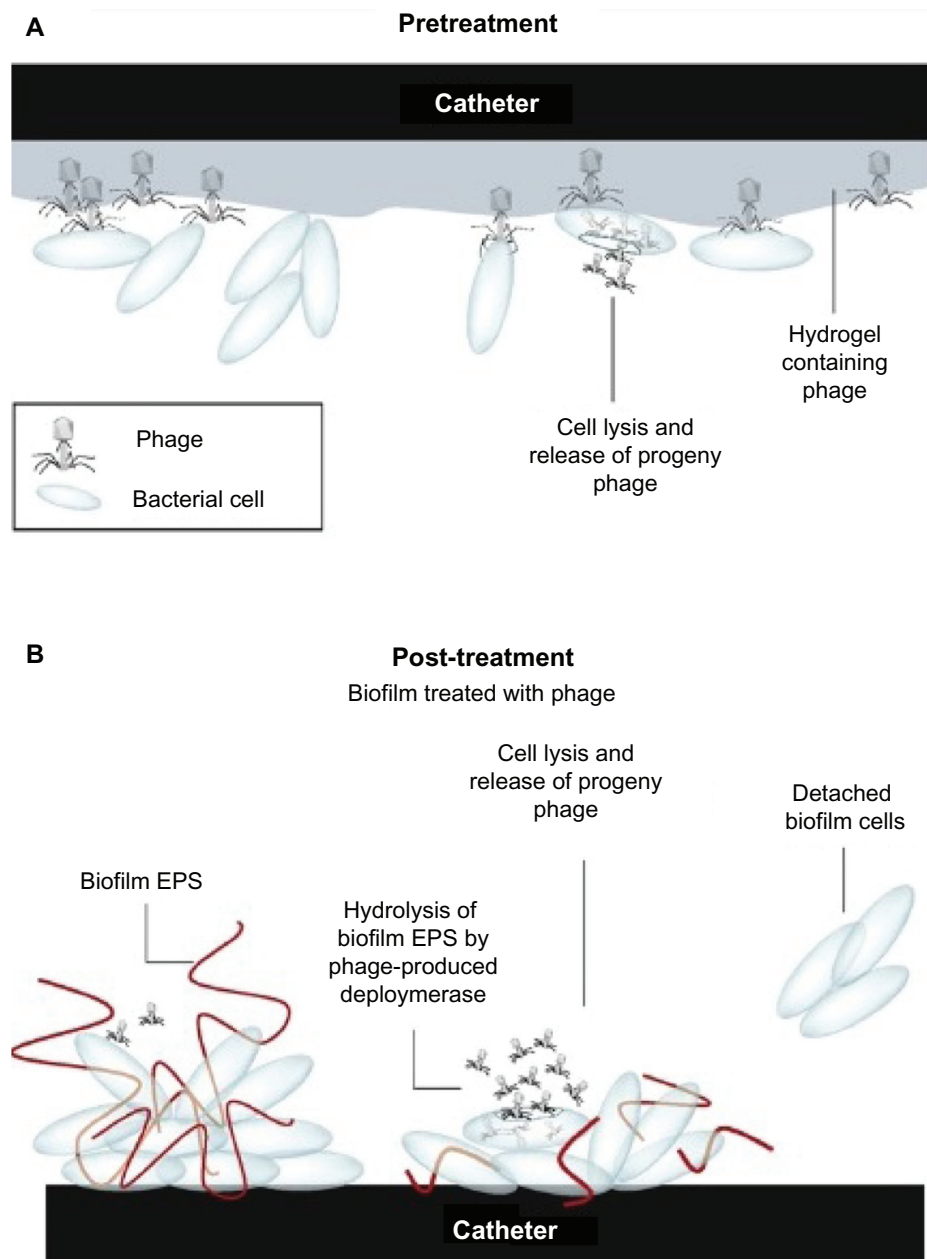 A
Pretreatment
Catheter
Hydrogel
containing
phage
Cell lysis and
release of progeny
phage
Phage
Bacterial cell
B
Post-treatment
Biofilm treated with phage
Cell lysis and
release of progeny
phage
Detached
biofilm cells
Biofilm EPS
Hydrolysis of
biofilm EPS by
phage-produced
deploymerase
Catheter